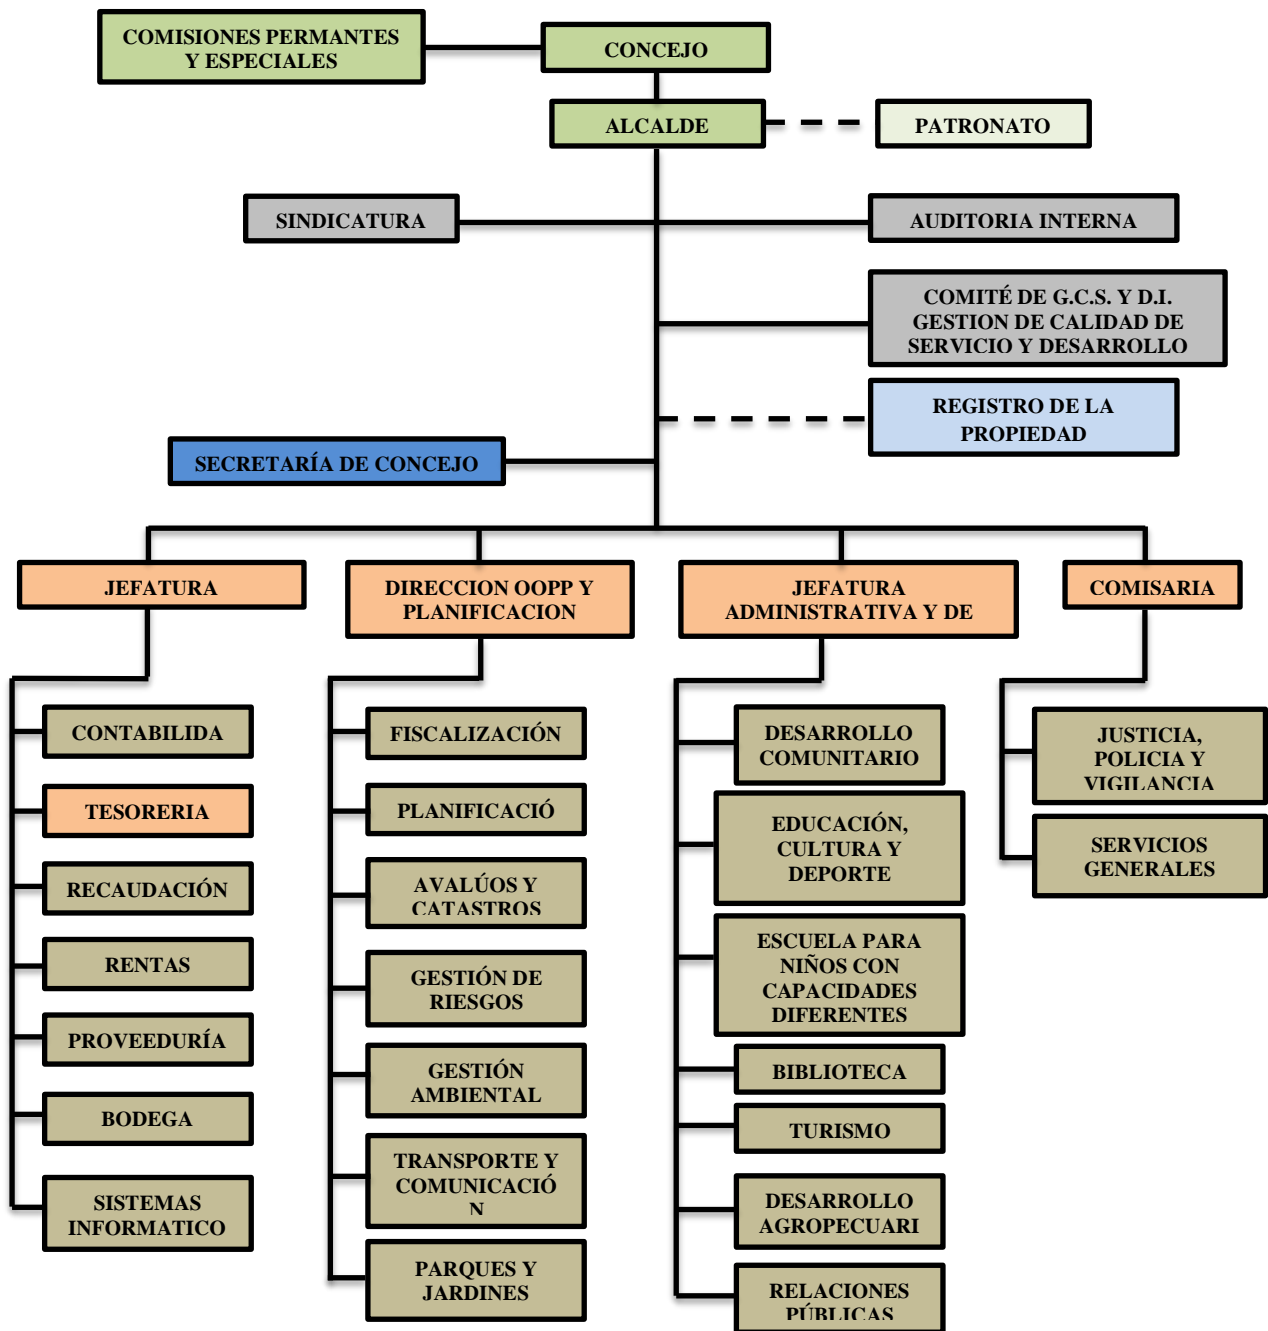 COMISIONES PERMANTES
Y ESPECIALES
CONCEJO
ALCALDE
PATRONATO
SINDICATURA
AUDITORIA INTERNA
COMITÉ DE G.C.S. Y D.I.
GESTION DE CALIDAD DE
SERVICIO Y DESARROLLO
REGISTRO DE LA
PROPIEDAD
SECRETARÍA DE CONCEJO
JEFATURA
DIRECCION OOPP Y
PLANIFICACION
JEFATURA
ADMINISTRATIVA Y DE
COMISARIA
CONTABILIDA
TESORERIA
RECAUDACIÓN
RENTAS
PROVEEDURÍA
BODEGA
SISTEMAS
INFORMATICO
FISCALIZACIÓN
PLANIFICACIÓ
AVALÚOS Y
CATASTROS
GESTIÓN DE
RIESGOS
GESTIÓN
AMBIENTAL
TRANSPORTE Y
COMUNICACIÓ
N
PARQUES Y
JARDINES
DESARROLLO
COMUNITARIO
EDUCACIÓN,
CULTURA Y
DEPORTE
ESCUELA PARA
NIÑOS CON
CAPACIDADES
DIFERENTES
BIBLIOTECA
TURISMO
DESARROLLO
AGROPECUARI
RELACIONES
PÚBLICAS
JUSTICIA,
POLICIA Y
VIGILANCIA
SERVICIOS
GENERALES